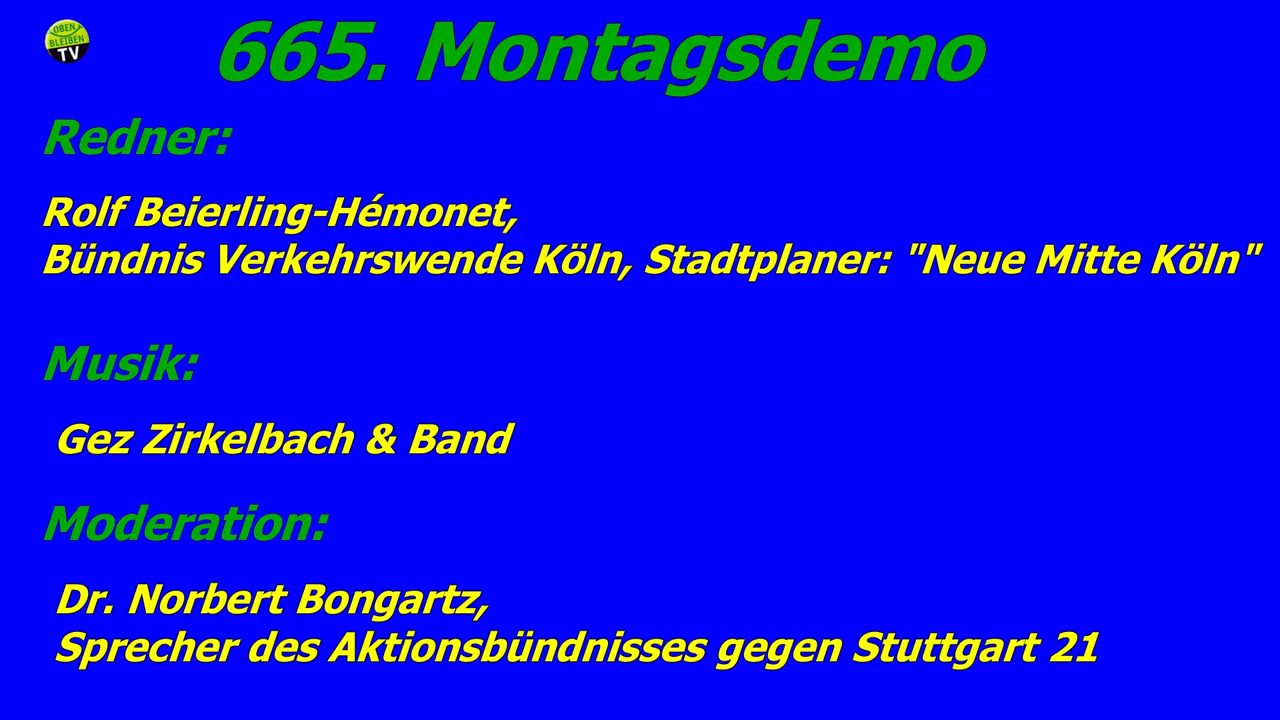 OBEN
BLEIBEN
TV
665. Montagsdemo
Redner:
Rolf Beierling-Hémonet,
Bündnis Verkehrswende Köln, Stadtplaner: "Neue Mitte Köln"
Musik:
Gez Zirkelbach & Band
Moderation:
Dr. Norbert Bongartz,
Sprecher des Aktionsbündnisses gegen Stuttgart 21